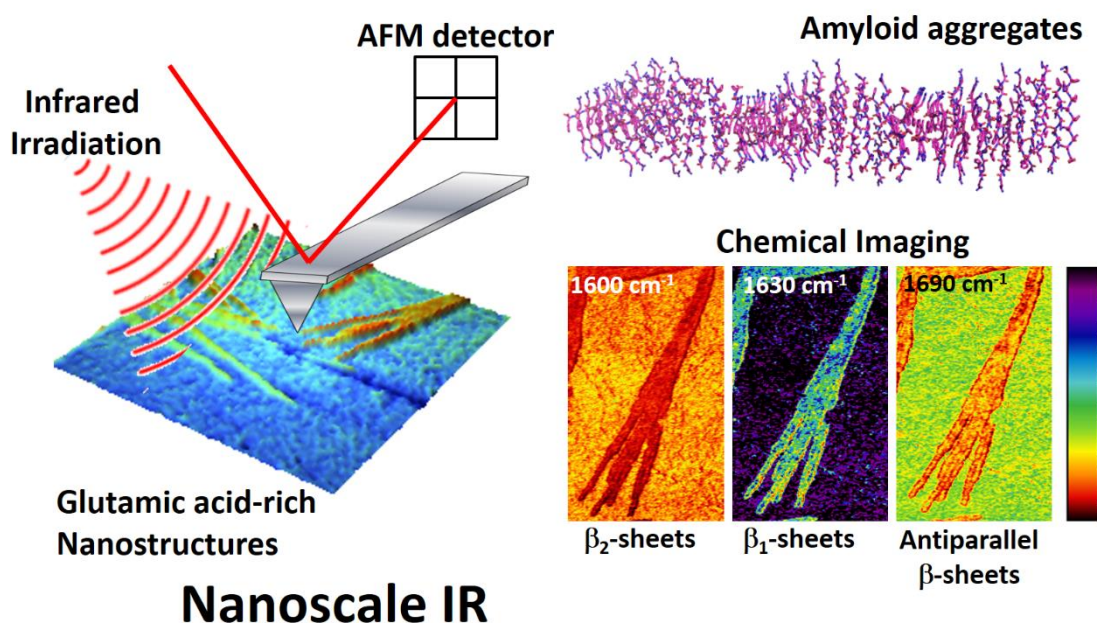 AFM detector
Infrared
Irradiation
Glutamic acid-rich
Nanostructures
Nanoscale IR
Amyloid aggregates
Chemical Imaging
1600 cm⁻¹
1630 cm⁻¹
1690 cm⁻¹
β₂-sheets
β₁-sheets
Antiparallel
β-sheets